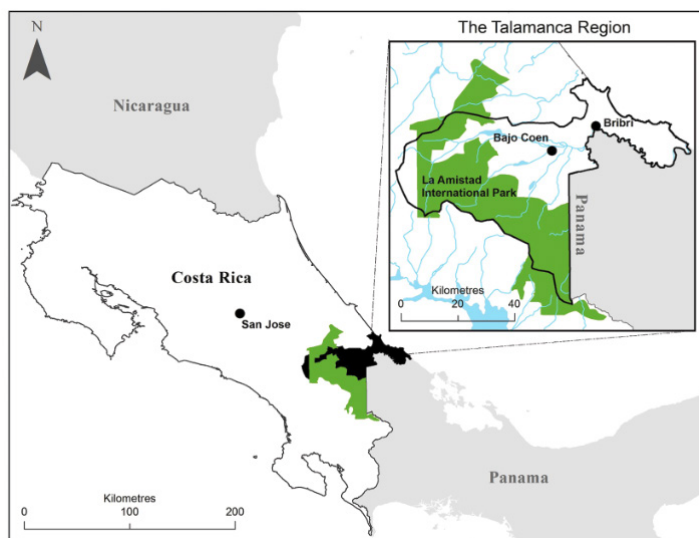 The Talamanca Region
N
Nicaragua
Bribri
Bajo Coen
La Amistad
International Park
Panama
Kilometres
0 20 40
Costa Rica
San Jose
Panama
Kilometres
0 100 200